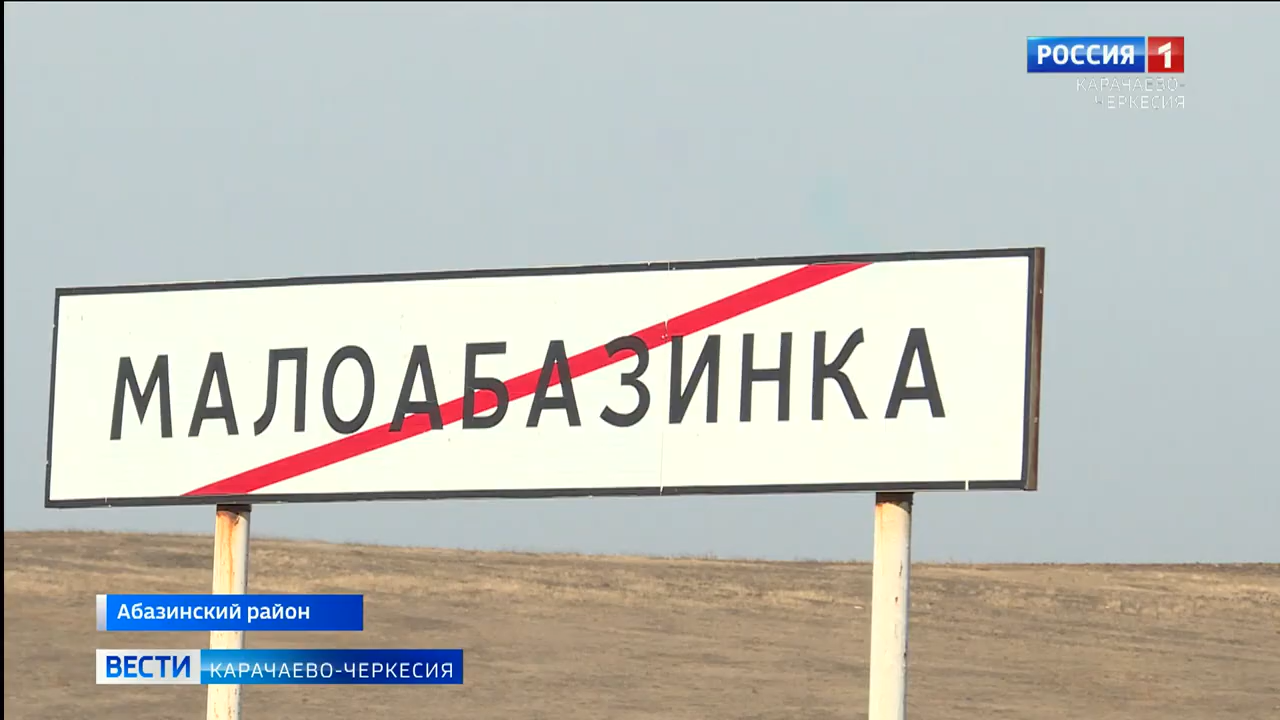 РОССИЯ 1
КАРАЧАЕВО-
ЧЕРКЕСИЯ
МАЛОАБАЗИНКА
Абазинский район
ВЕСТИ КАРАЧАЕВО-ЧЕРКЕСИЯ